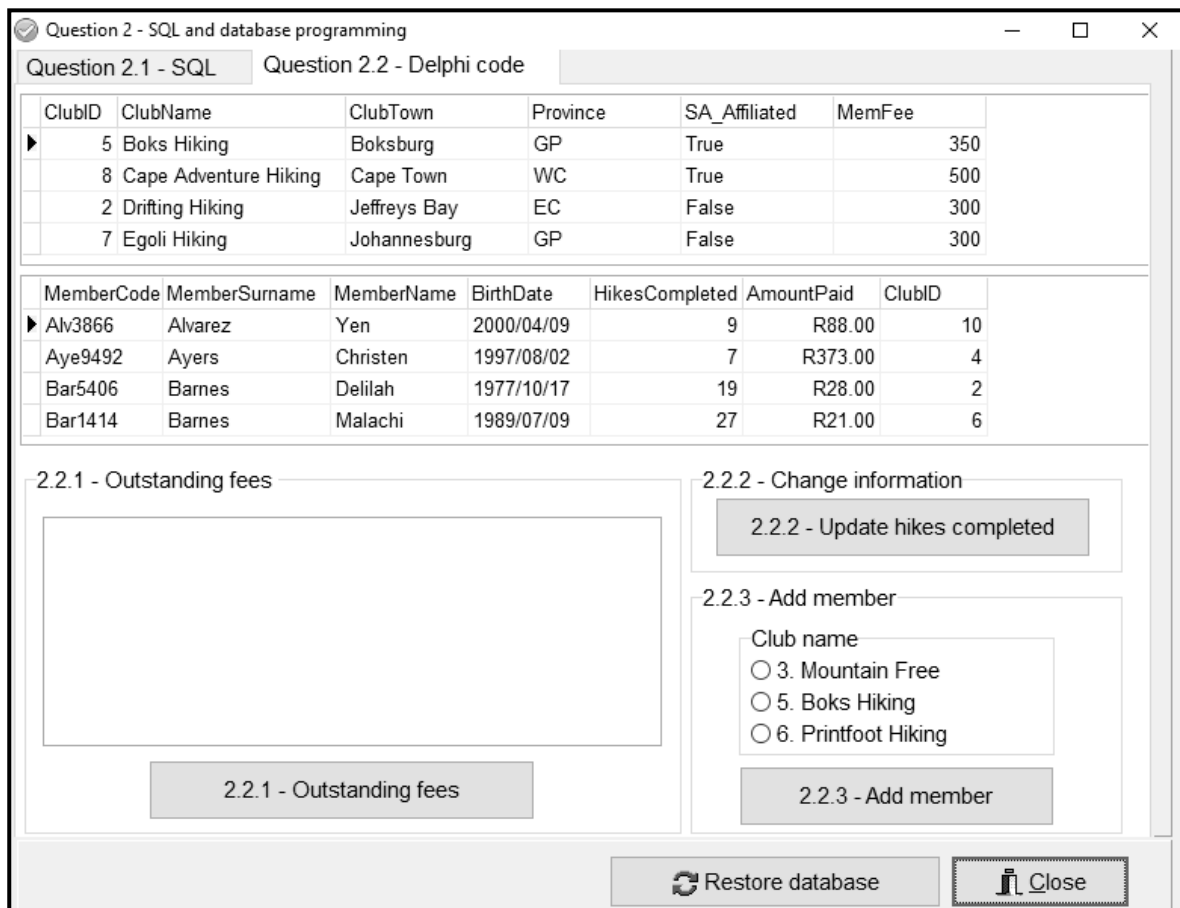 Question 2 - SQL and database programming
Question 2.1 - SQL Question 2.2 - Delphi code
ClubID ClubName ClubTown Province SA_Affiliated MemFee
5 Boks Hiking Boksburg GP True 350
8 Cape Adventure Hiking Cape Town WC True 500
2 Drifting Hiking Jeffreys Bay EC False 300
7 Egoli Hiking Johannesburg GP False 300
MemberCode MemberSurname MemberName BirthDate HikesCompleted AmountPaid ClubID
Alv3866 Alvarez Yen 2000/04/09 9 R88.00 10
Aye9492 Ayers Christen 1997/08/02 7 R373.00 4
Bar5406 Barnes Delilah 1977/10/17 19 R28.00 2
Bar1414 Barnes Malachi 1989/07/09 27 R21.00 6
2.2.1 - Outstanding fees
2.2.1 - Outstanding fees
2.2.2 - Change information
2.2.2 - Update hikes completed
2.2.3 - Add member
Club name
3. Mountain Free
5. Boks Hiking
6. Printfoot Hiking
2.2.3 - Add member
Restore database
Close